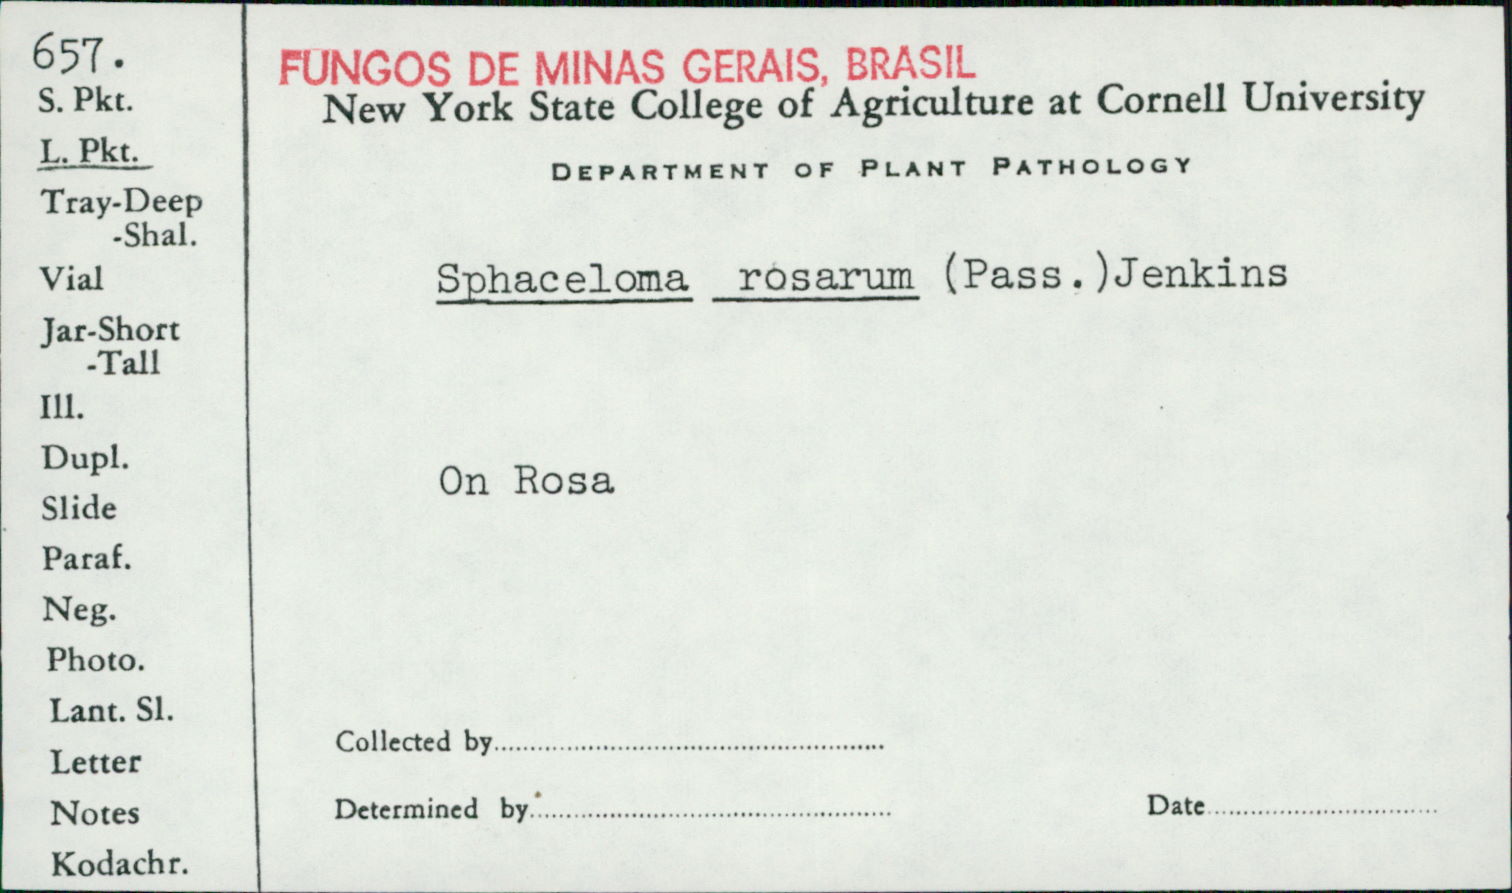 657.
S. Pkt.
L. Pkt.
Tray-Deep
-Shal.
Vial
Jar-Short
-Tall
Ill.
Dupl.
Slide
Paraf.
Neg.
Photo.
Lant. Sl.
Letter
Notes
Kodachr.
FUNGOS DE MINAS GERAIS, BRASIL
New York State College of Agriculture at Cornell University
DEPARTMENT OF PLANT PATHOLOGY
Sphaceloma rosarum (Pass.)Jenkins
On Rosa
Collected by
Determined by
Date